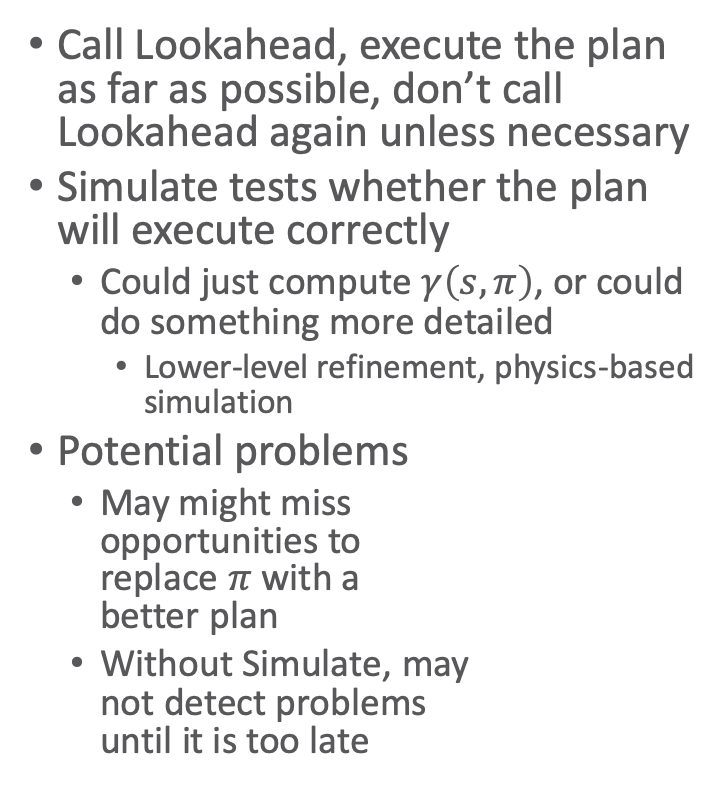 • Call Lookahead, execute the plan
as far as possible, don’t call
Lookahead again unless necessary
• Simulate tests whether the plan
will execute correctly
• Could just compute γ(s, π), or could
do something more detailed
• Lower-level refinement, physics-based
simulation
• Potential problems
• May might miss
opportunities to
replace π with a
better plan
• Without Simulate, may
not detect problems
until it is too late